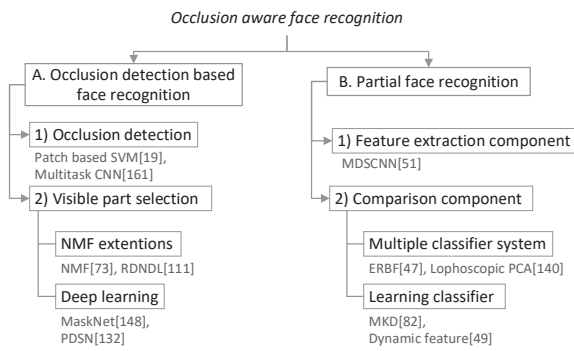 Occlusion aware face recognition
A. Occlusion detection based
face recognition
1) Occlusion detection
Patch based SVM[19],
Multitask CNN[161]
2) Visible part selection
NMF extentions
NMF[73], RDNDL[111]
Deep learning
MaskNet[148],
PDSN[132]
B. Partial face recognition
1) Feature extraction component
MDSCNN[51]
2) Comparison component
Multiple classifier system
ERBF[47], Lophoscopic PCA[140]
Learning classifier
MKD[82],
Dynamic feature[49]